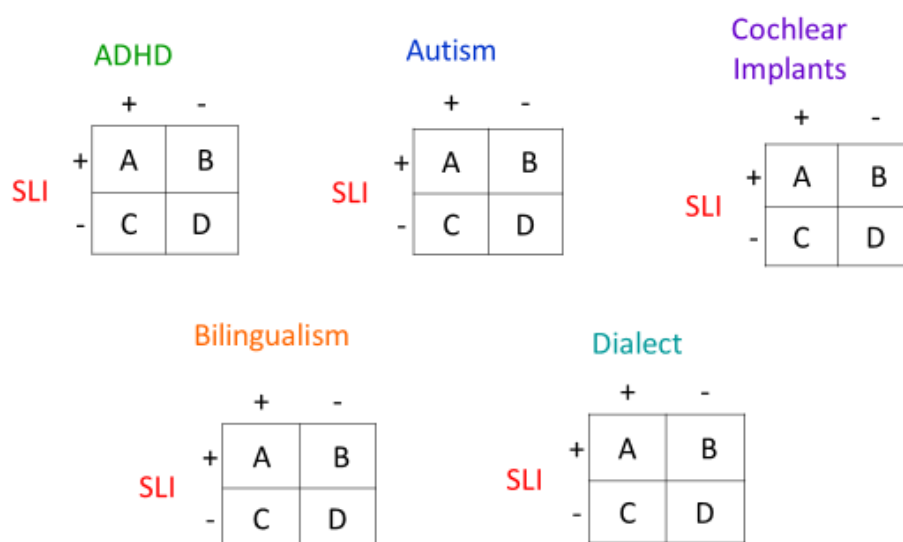 ADHD
+ -
+ A B
SLI
- C D
Autism
+ -
+ A B
SLI
- C D
Cochlear
Implants
+ -
+ A B
SLI
- C D
Bilingualism
+ -
+ A B
SLI
- C D
Dialect
+ -
+ A B
SLI
- C D